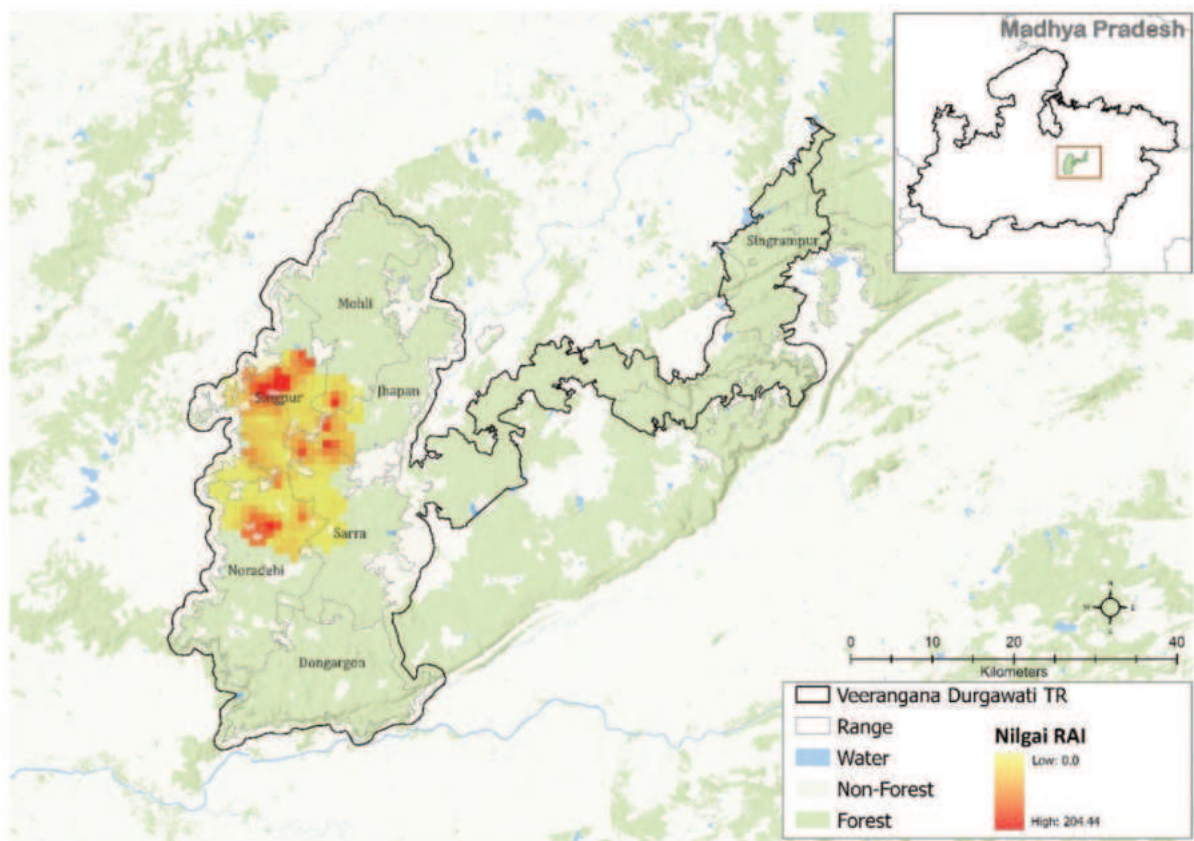 Madhya Pradesh
Singrampur
Mohli
Jhapan
Singpur
Sarra
Noradehi
Dongargon
N
W
E
S
0
10
20
40
Kilometers
Veerangana Durgawati TR
Range
Water
Non-Forest
Forest
Nilgai RAI
Low: 0.0
High: 204.44